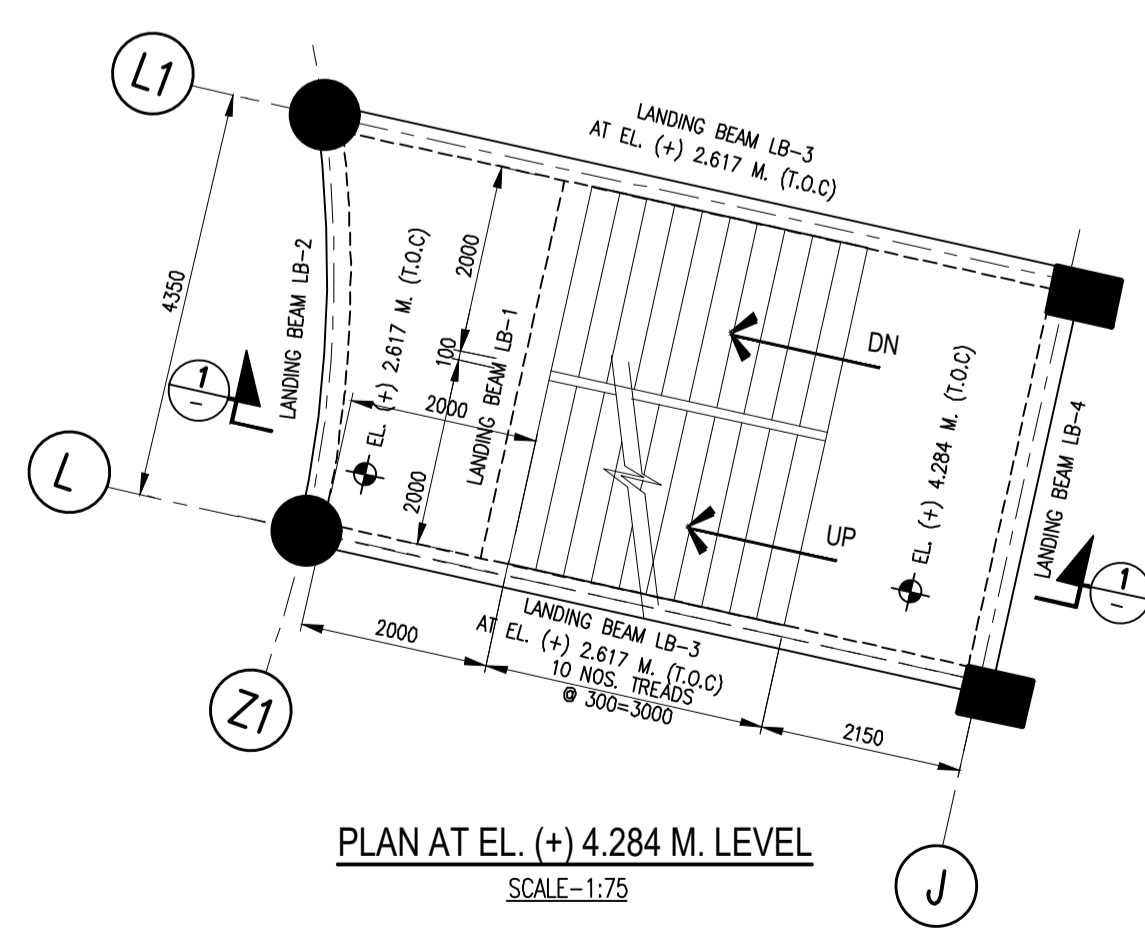 L1
LANDING BEAM LB-3
AT EL. (+) 2.617 M. (T.O.C)
4350
LANDING BEAM LB-2
EL. (+) 2.617 M. (T.O.C)
2000
100
2000
2000
LANDING BEAM LB-1
DN
UP
EL. (+) 4.284 M. (T.O.C)
LANDING BEAM LB-4
1
-
1
-
L
LANDING BEAM LB-3
AT EL. (+) 2.617 M. (T.O.C)
10 NOS. TREADS
@ 300=3000
2000
2150
Z1
J
PLAN AT EL. (+) 4.284 M. LEVEL
SCALE-1:75